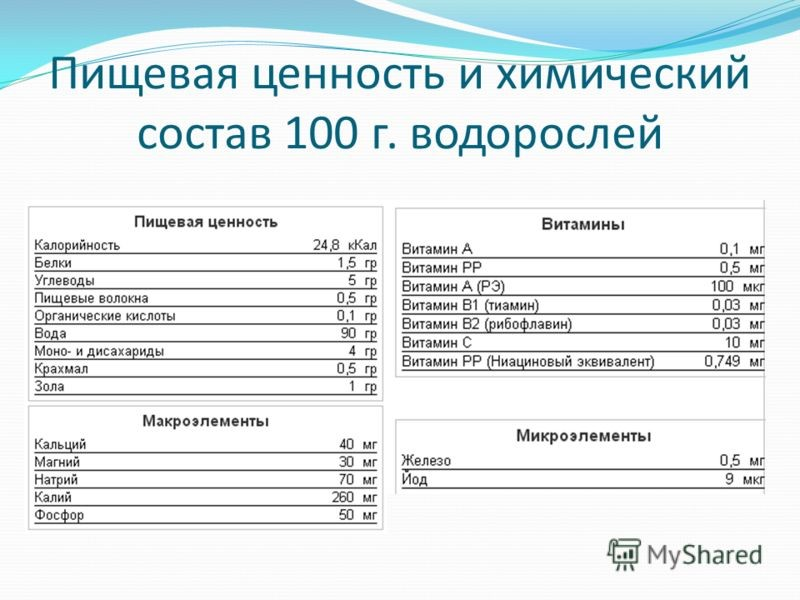 Пищевая ценность и химический
состав 100 г. водорослей
Пищевая ценность
Калорийность 24,8 кКал
Белки 1,5 гр
Углеводы 5 гр
Пищевые волокна 0,5 гр
Органические кислоты 0,1 гр
Вода 90 гр
Моно- и дисахариды 4 гр
Крахмал 0,5 гр
Зола 1 гр
Макроэлементы
Кальций 40 мг
Магний 30 мг
Натрий 70 мг
Калий 260 мг
Фосфор 50 мг
Витамины
Витамин A 0,1 мг
Витамин PP 0,5 мг
Витамин A (РЭ) 100 мкг
Витамин B1 (тиамин) 0,03 мг
Витамин B2 (рибофлавин) 0,03 мг
Витамин C 10 мг
Витамин PP (Ниациновый эквивалент) 0,749 мг
Микроэлементы
Железо 0,5 мг
Йод 9 мкг
MyShared